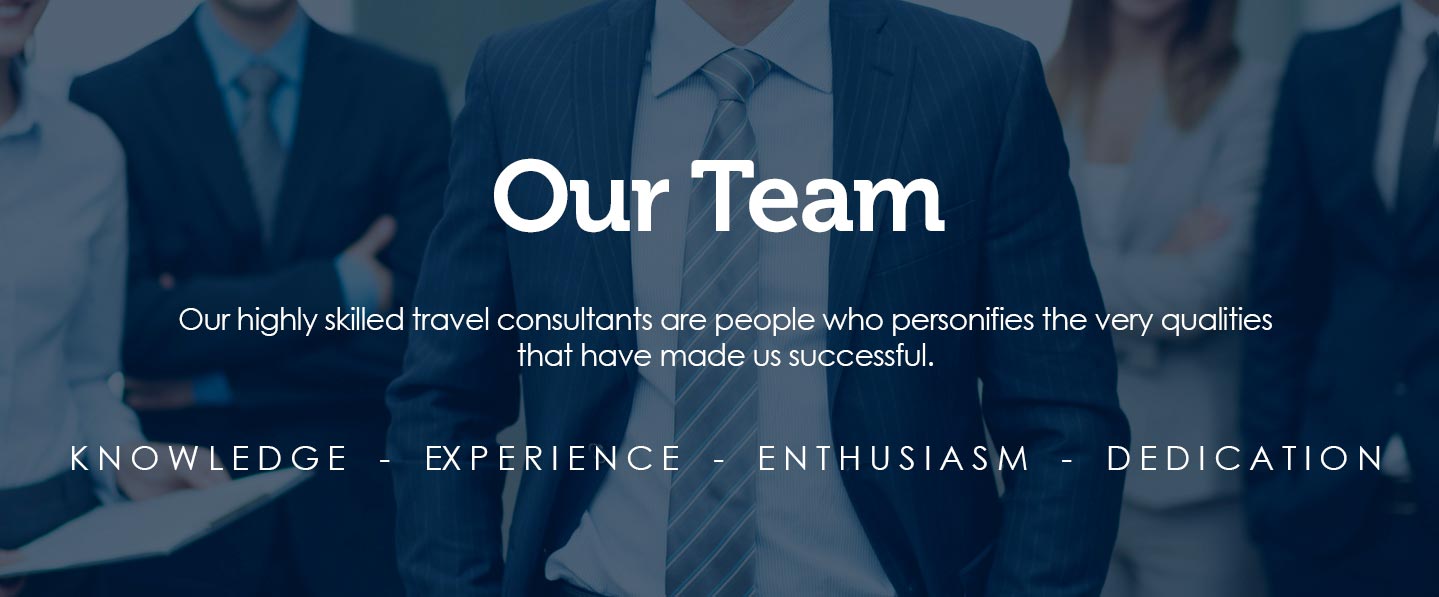 Our Team
Our highly skilled travel consultants are people who personifies the very qualities
that have made us successful.
KNOWLEDGE - EXPERIENCE - ENTHUSIASM - DEDICATION